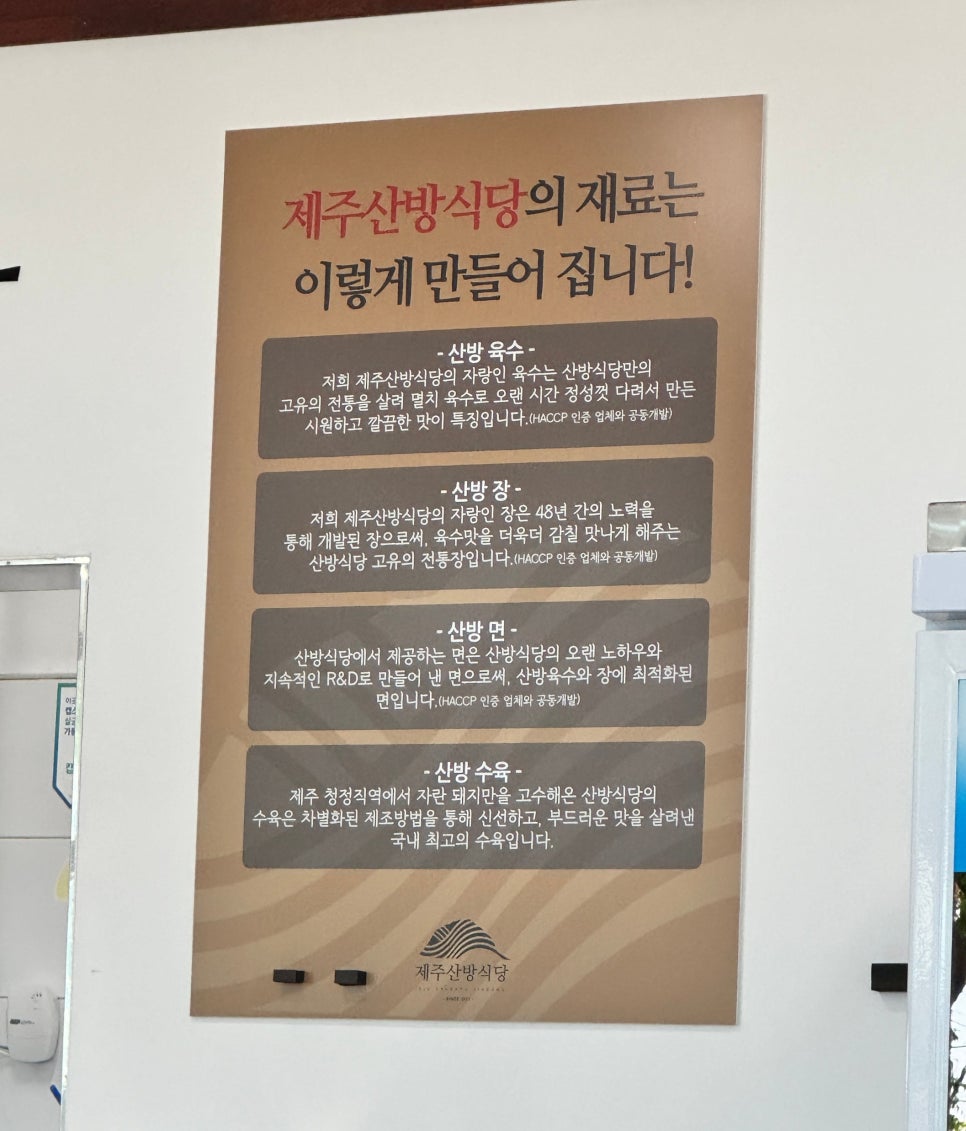 제주산방식당의 재료는
이렇게 만들어 집니다!
- 산방 육수 -
저희 제주산방식당의 자랑인 육수는 산방식당만의
고유의 전통을 살려 멸치 육수로 오랜 시간 정성껏 다려서 만든
시원하고 깔끔한 맛이 특징입니다.(HACCP 인증 업체와 공동개발)
- 산방 장 -
저희 제주산방식당의 자랑인 장은 48년 간의 노력을
통해 개발된 장으로써, 육수맛을 더욱더 감칠 맛나게 해주는
산방식당 고유의 전통장입니다.(HACCP 인증 업체와 공동개발)
- 산방 면 -
산방식당에서 제공하는 면은 산방식당의 오랜 노하우와
지속적인 R&D로 만들어 낸 면으로써, 산방육수와 장에 최적화된
면입니다.(HACCP 인증 업체와 공동개발)
- 산방 수육 -
제주 청정직역에서 자란 돼지만을 고수해온 산방식당의
수육은 차별화된 제조방법을 통해 신선하고, 부드러운 맛을 살려낸
국내 최고의 수육입니다.
제주산방식당